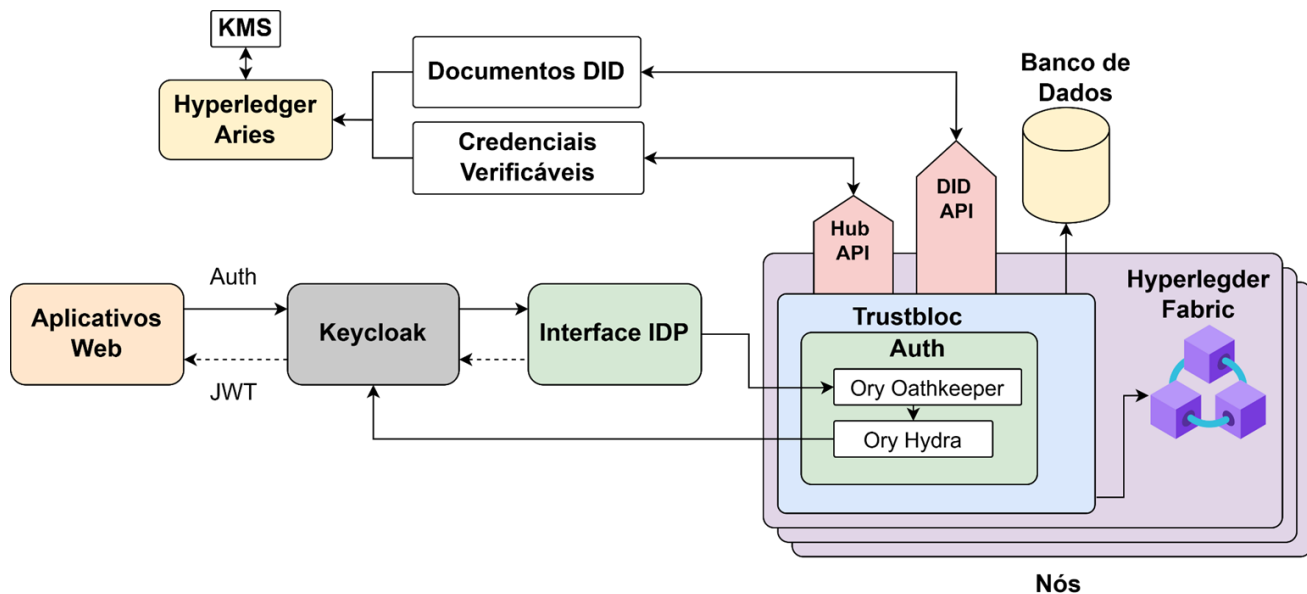 KMS
Hyperledger
Aries
Documentos DID
Credenciais
Verificáveis
Banco de
Dados
DID
API
Hub
API
Aplicativos
Web
Auth
JWT
Keycloak
Interface IDP
Trustbloc
Auth
Ory Oathkeeper
Ory Hydra
Hyperlegder
Fabric
Nós